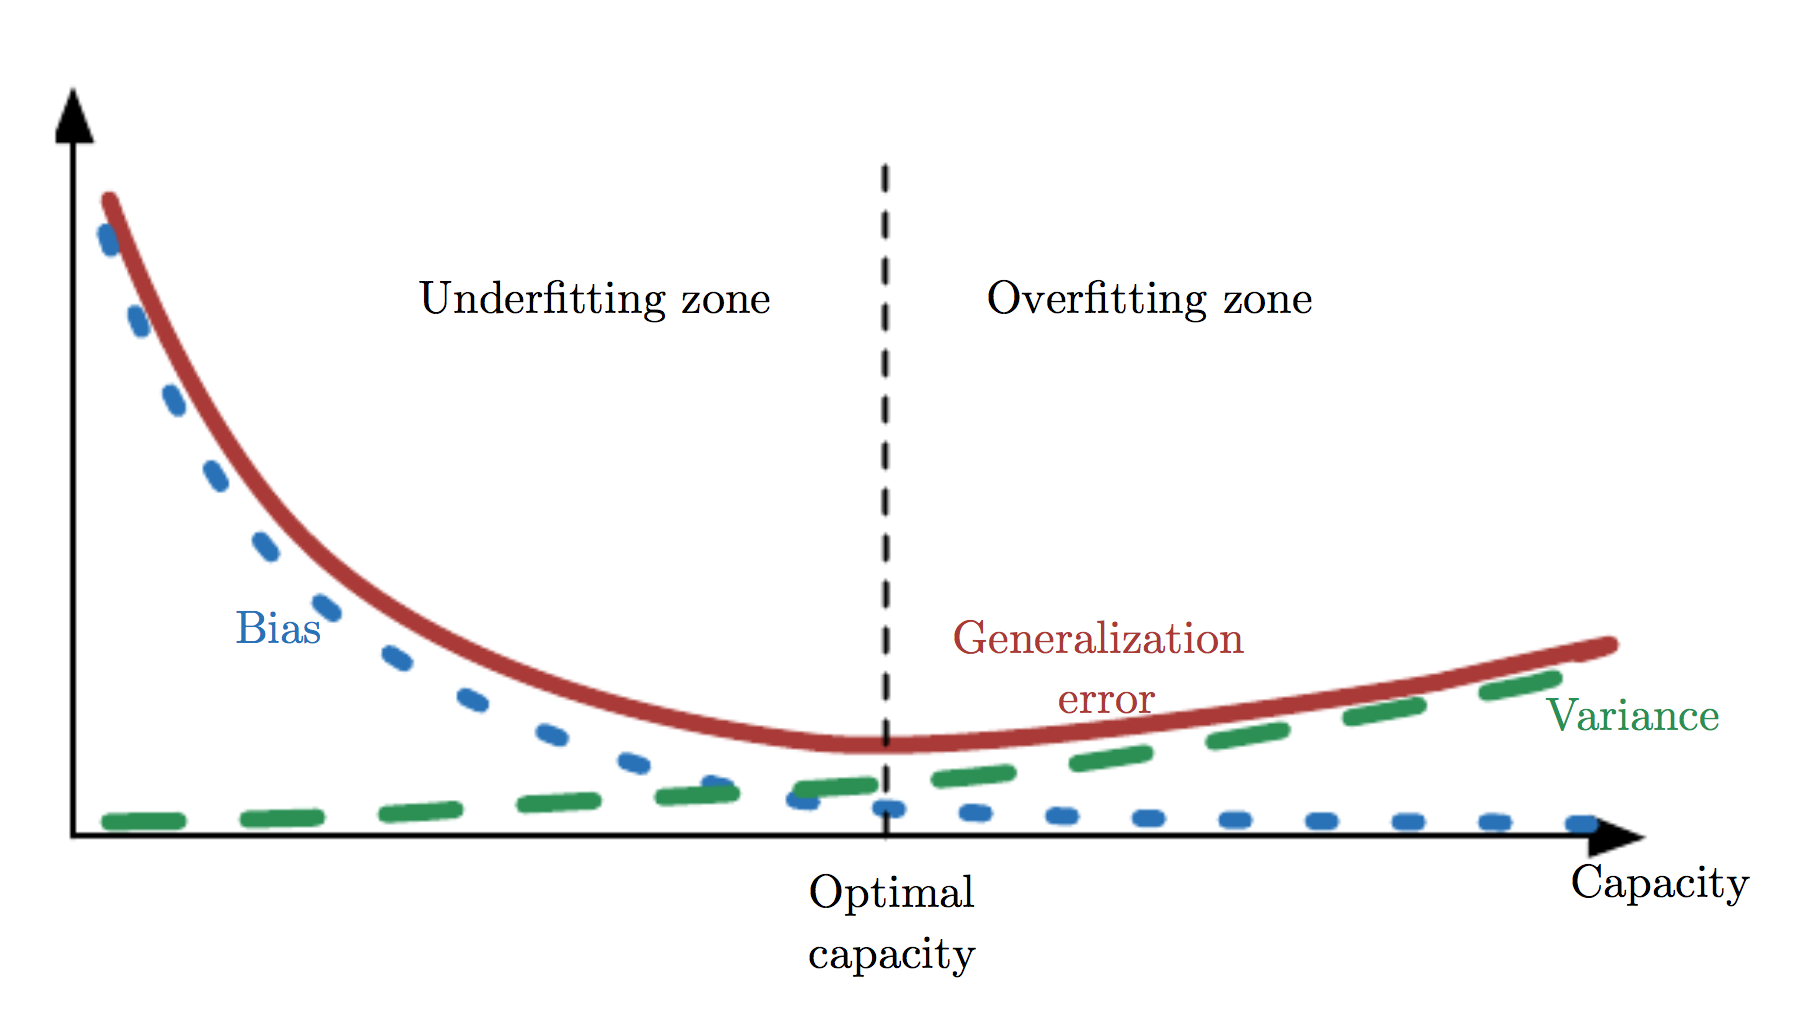 Underfitting zone
Overfitting zone
Bias
Generalization
error
Variance
Optimal
capacity
Capacity